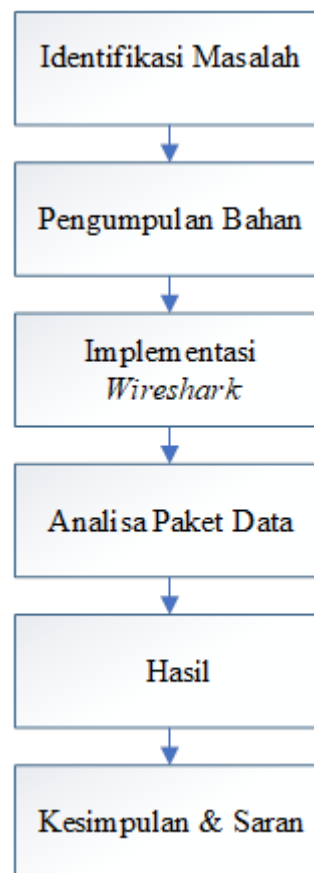 Identifikasi Masalah
Pengumpulan Bahan
Implementasi
Wireshark
Analisa Paket Data
Hasil
Kesimpulan & Saran